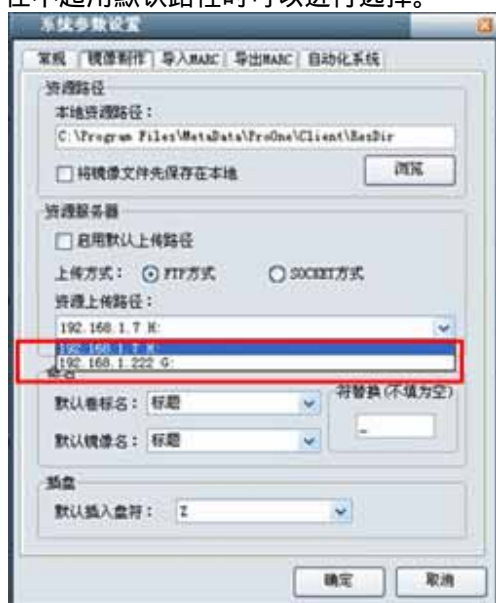 在不起用默认路径时可以进行选择。
系统参数设置
常规 镜像制作 导入MARC 导出MARC 自动化系统
资源路径
本地资源路径：
C:\Program Files\MetaData\ProOne\Client\ResDir
将镜像文件先保存在本地 浏览
资源服务器
启用默认上传路径
上传方式： FTP方式 SOCKET方式
资源上传路径：
192.168.1.7 H:
192.168.1.7 H:
192.168.1.222 G:
命名
默认卷标名： 标题 符替换(不填为空)
默认镜像名： 标题 _
插盘
默认插入盘符： Z
确定 取消